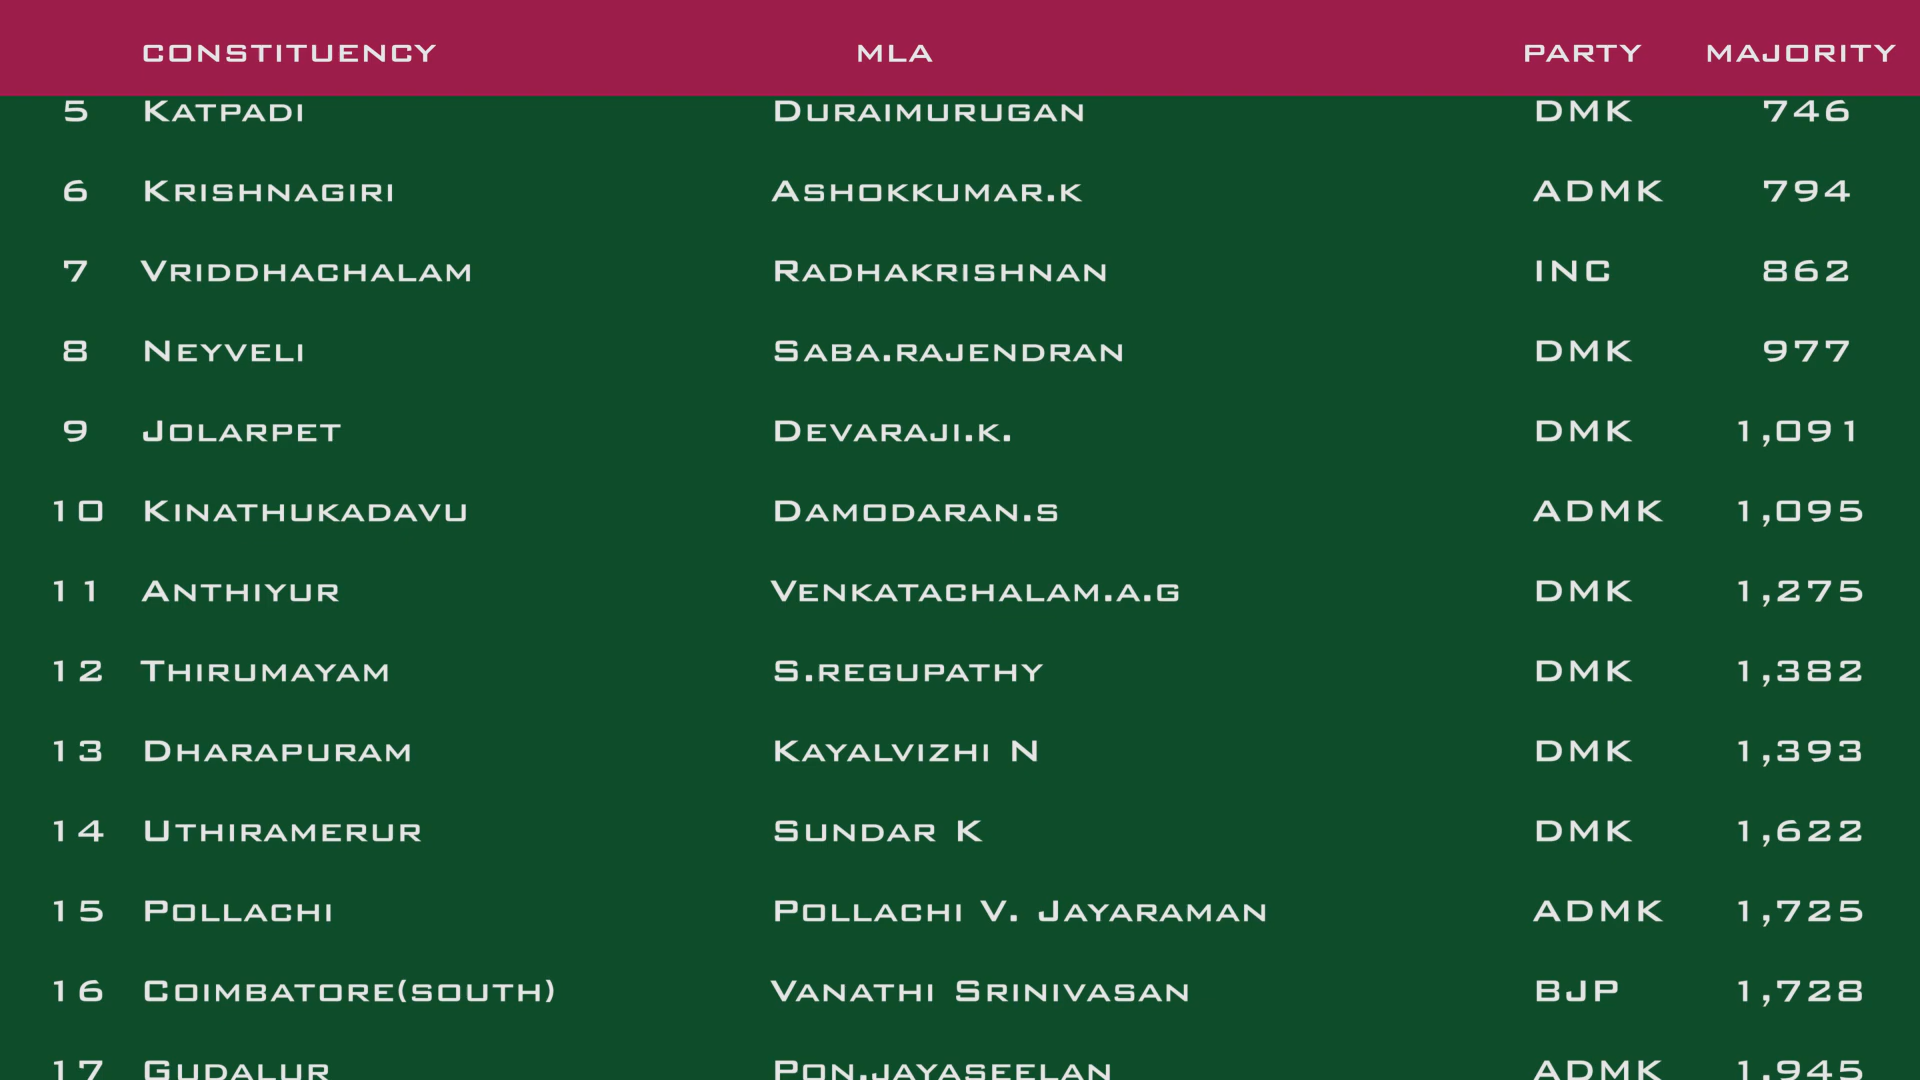 CONSTITUENCY MLA PARTY MAJORITY
5 KATPADI DURAIMURUGAN DMK 746
6 KRISHNAGIRI ASHOKKUMAR.K ADMK 794
7 VRIDDHACHALAM RADHAKRISHNAN INC 862
8 NEYVELI SABA.RAJENDRAN DMK 977
9 JOLARPET DEVARAJI.K. DMK 1,091
10 KINATHUKADAVU DAMODARAN.S ADMK 1,095
11 ANTHIYUR VENKATACHALAM.A.G DMK 1,275
12 THIRUMAYAM S.REGUPATHY DMK 1,382
13 DHARAPURAM KAYALVIZHI N DMK 1,393
14 UTHIRAMERUR SUNDAR K DMK 1,622
15 POLLACHI POLLACHI V. JAYARAMAN ADMK 1,725
16 COIMBATORE(SOUTH) VANATHI SRINIVASAN BJP 1,728
17 GUDALUR PON.JAYASEELAN ADMK 1,945